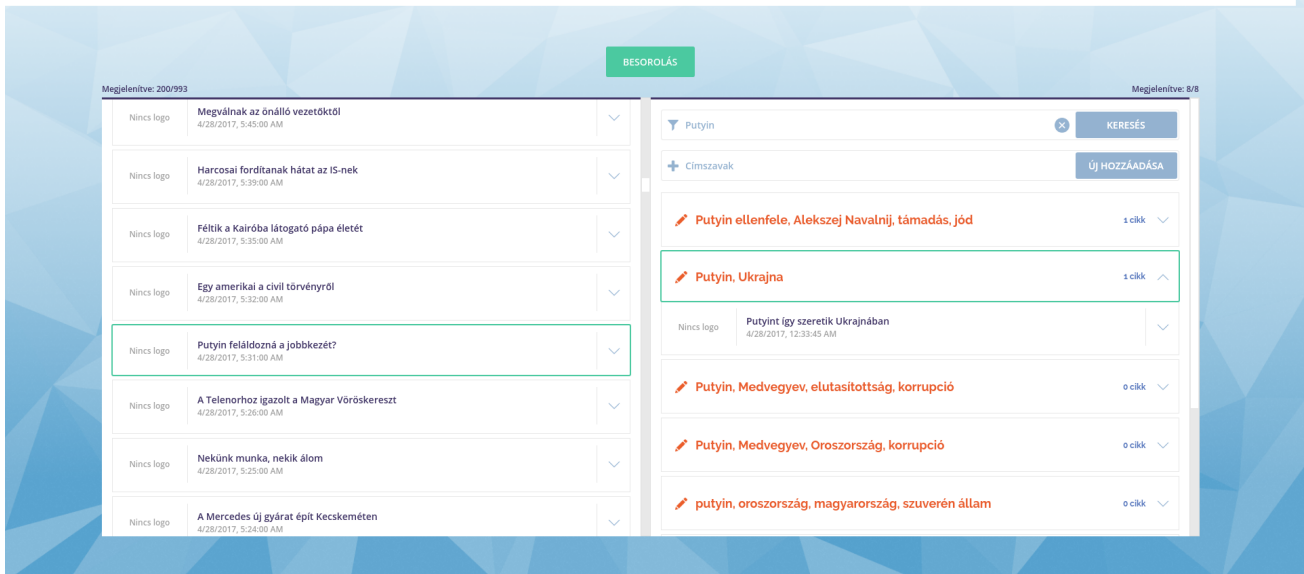 BESOROLÁS
Megjelenítve: 200/993
Megjelenítve: 8/8
Nincs logo
Megválnak az önálló vezetőktől
4/28/2017, 5:45:00 AM
Nincs logo
Harcosai fordítanak hátat az IS-nek
4/28/2017, 5:39:00 AM
Nincs logo
Féltik a Kairóba látogató pápa életét
4/28/2017, 5:35:00 AM
Nincs logo
Egy amerikai a civil törvényről
4/28/2017, 5:32:00 AM
Nincs logo
Putyin feláldozná a jobbkezét?
4/28/2017, 5:31:00 AM
Nincs logo
A Telenorhoz igazolt a Magyar Vöröskereszt
4/28/2017, 5:26:00 AM
Nincs logo
Nekünk munka, nekik álom
4/28/2017, 5:25:00 AM
Nincs logo
A Mercedes új gyárat épít Kecskeméten
4/28/2017, 5:24:00 AM
Putyin
KERESÉS
Címszavak
ÚJ HOZZÁADÁSA
Putyin ellenfele, Alekszej Navalnij, támadás, jód
1 cikk
Putyin, Ukrajna
1 cikk
Nincs logo
Putyint így szeretik Ukrajnában
4/28/2017, 12:33:45 AM
Putyin, Medvegyev, elutasítottság, korrupció
0 cikk
Putyin, Medvegyev, Oroszország, korrupció
0 cikk
putyin, oroszország, magyarország, szuverén állam
0 cikk